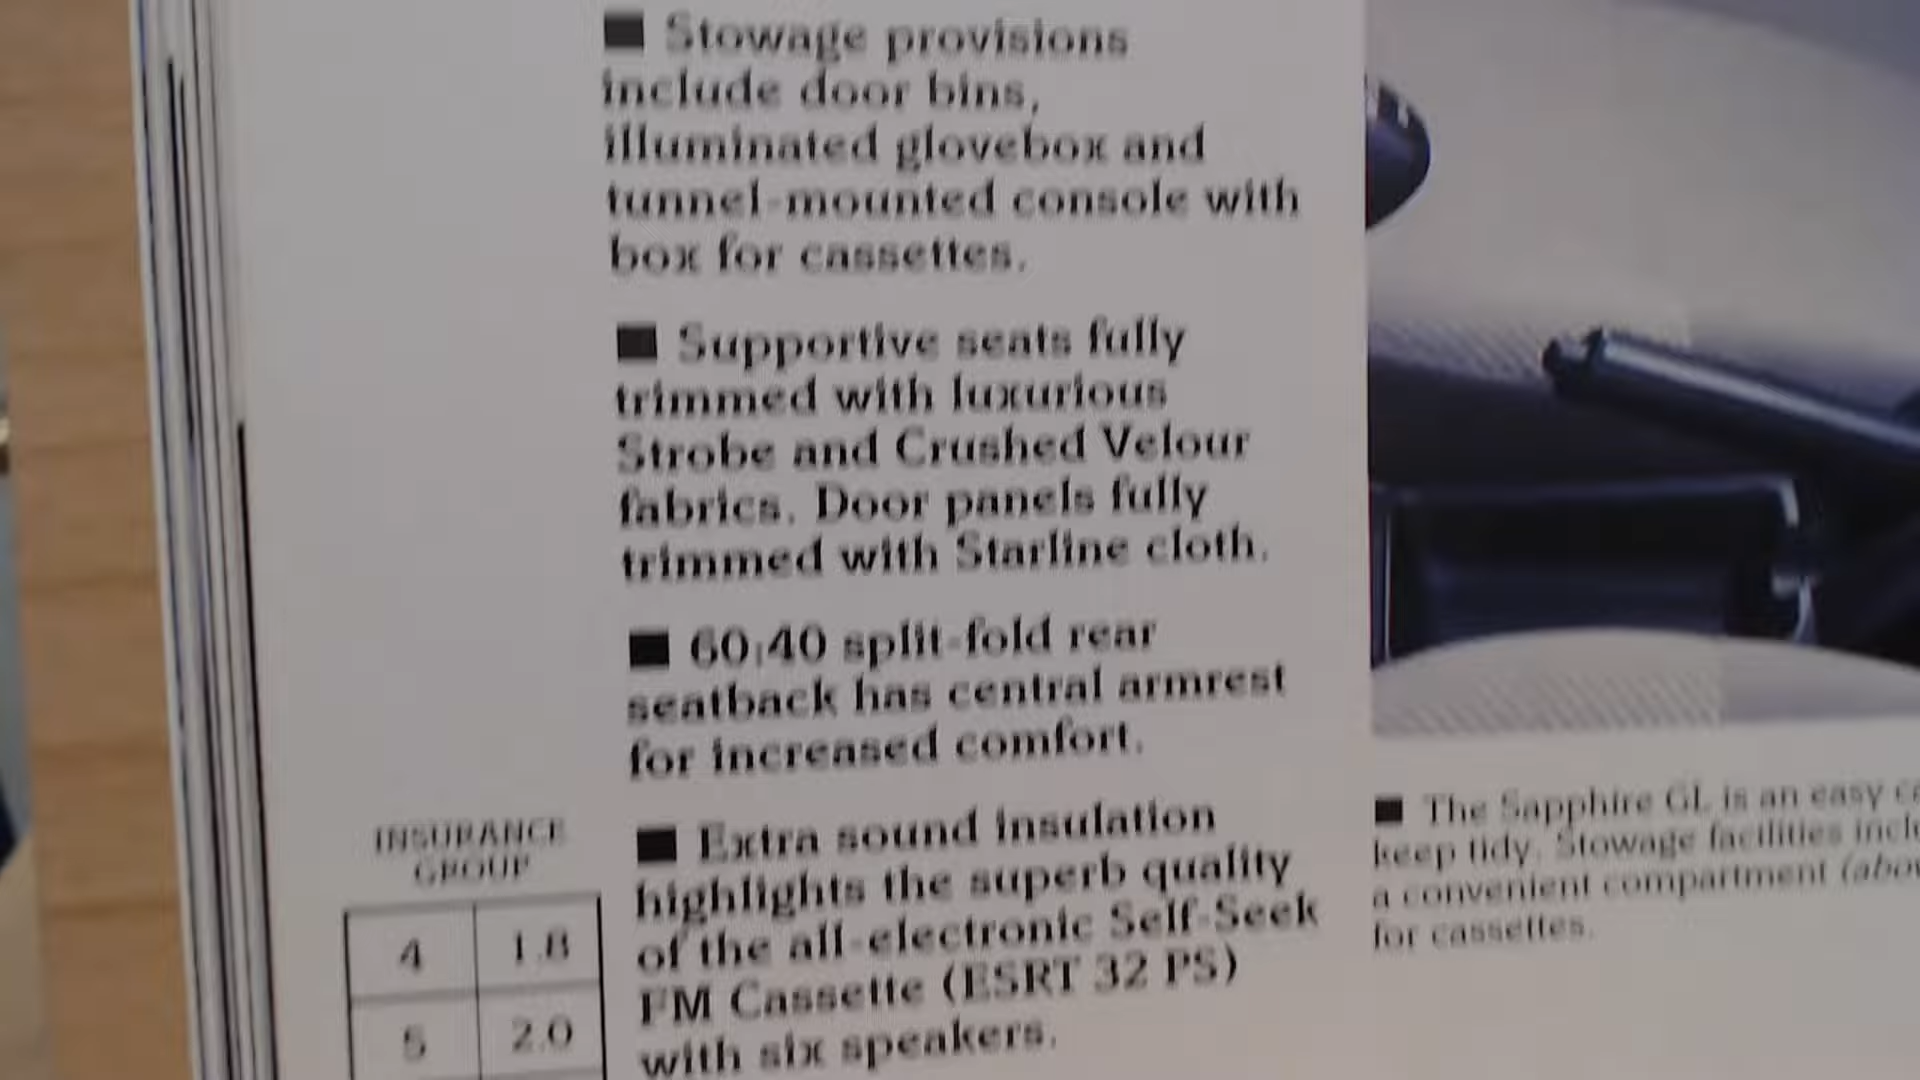 ■ Stowage provisions
include door bins,
illuminated glovebox and
tunnel-mounted console with
box for cassettes.
■ Supportive seats fully
trimmed with luxurious
Strobe and Crushed Velour
fabrics. Door panels fully
trimmed with Starline cloth.
■ 60:40 split-fold rear
seatback has central armrest
for increased comfort.
■ Extra sound insulation
highlights the superb quality
of the all-electronic Self-Seek
FM Cassette (ESRT 32 PS)
with six speakers.
INSURANCE
GROUP
4 1.8
5 2.0
■ The Sapphire GL is an easy
keep tidy. Stowage facilities
a convenient compartment
for cassettes.